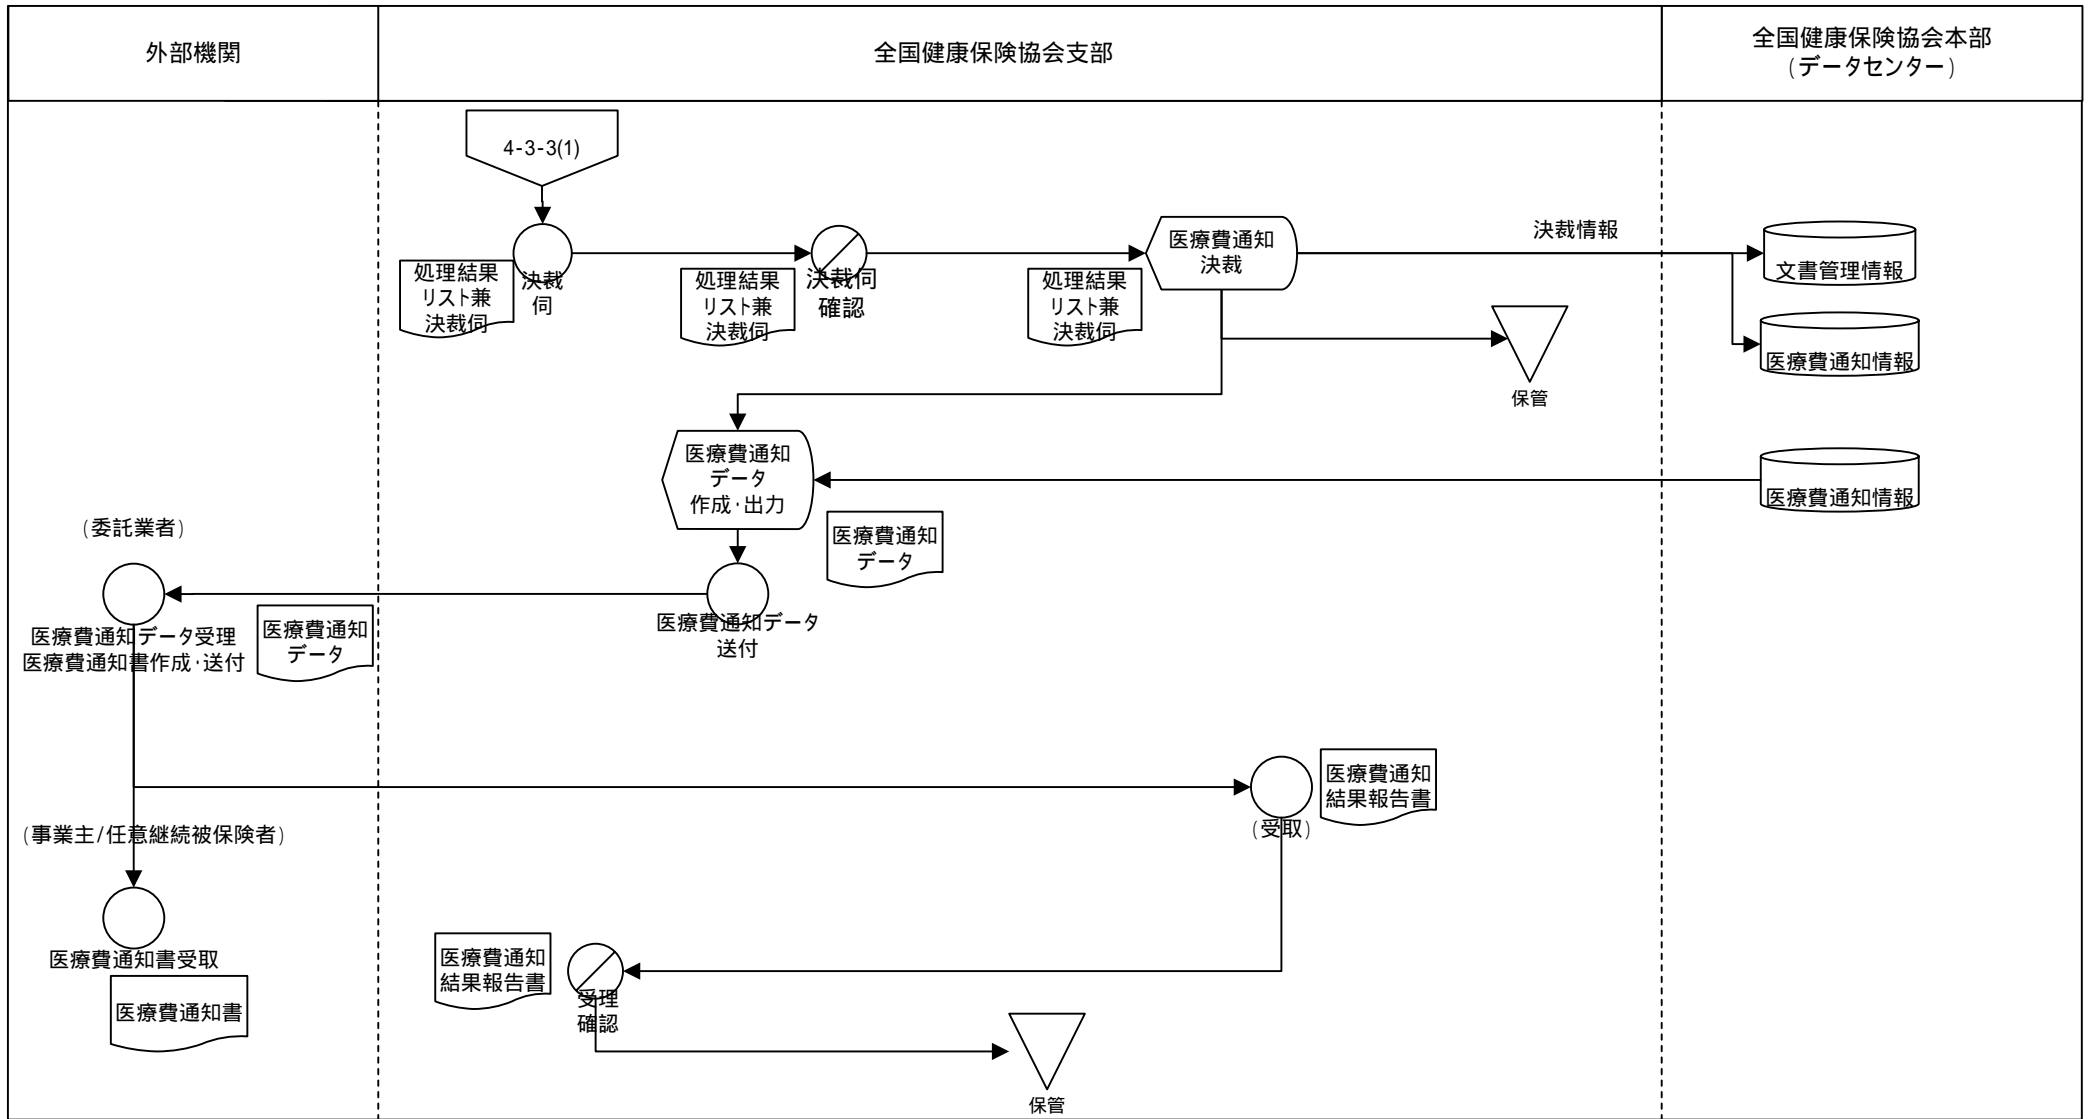 外部機関
全国健康保険協会支部
全国健康保険協会本部
(データセンター)
4-3-3(1)
処理結果
リスト兼
決裁伺
決裁
伺
処理結果
リスト兼
決裁伺
決裁伺
確認
処理結果
リスト兼
決裁伺
医療費通知
決裁
決裁情報
文書管理情報
医療費通知情報
保管
医療費通知
データ
作成・出力
医療費通知情報
医療費通知
データ
(委託業者)
医療費通知データ受理
医療費通知書作成・送付
医療費通知
データ
医療費通知データ
送付
医療費通知
結果報告書
(受取)
(事業主/任意継続被保険者)
医療費通知書受取
医療費通知書
医療費通知
結果報告書
受理
確認
保管